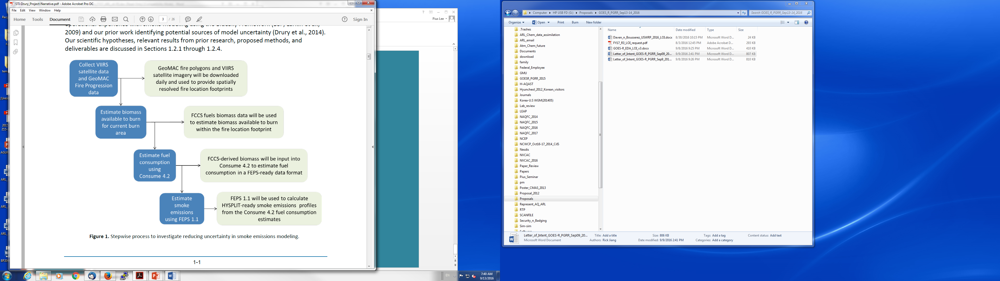 STI-Drury_Project-Narrative.pdf - Adobe Acrobat Pro DC
File Edit View Window Help
Home Tools Document 3 / 26 Sign In
2009) and our prior work identifying potential sources of model uncertainty (Drury et al., 2014).
Our scientific hypotheses, relevant results from prior research, proposed methods, and
deliverables are discussed in Sections 1.2.1 through 1.2.4.
Collect VIIRS
satellite data
and GeoMAC
Fire Progression
data
GeoMAC fire polygons and VIIRS
satellite imagery will be downloaded
daily and used to provide spatially
resolved fire location footprints
Estimate biomass
available to burn
for current burn
area
FCCS fuels biomass data will be used
to estimate biomass available to burn
within the fire location footprint
Estimate fuel
consumption
using
Consume 4.2
FCCS-derived biomass will be input into
Consume 4.2 to estimate fuel
consumption in a FEPS-ready data format
Estimate
smoke
emissions
using FEPS 1.1
FEPS 1.1 will be used to calculate
HYSPLIT-ready smoke emissions profiles
from the Consume 4.2 fuel consumption
estimates
Figure 1. Stepwise process to investigate reducing uncertainty in smoke emissions modeling.
1-1
Pius Lee
EN
7:40 AM
9/13/2016
Computer HP USB FD (G:) Proposals GOES_R_PGRR_Sep13-14_2016
Search GOES_R_PGRR_Sep13-14_2016
Organize Open Print Burn New folder
.Trashes
ARL_Chem_data_assimilation
ARL_email
Atm_Chem_future
Documents
download
family
Federal_Employee
GMU
GOESR_PGRR_2015
H-AQAST
Hyuncheol_2012_Korean_visitors
Journals
Korea-U.S WGM(201405)
Lab_review
LEAP
NAQFC_2014
NAQFC_2015
NAQFC_2016
NAQFC_2017
NCEP
NCWCP_Oct16-17_2014_CrIS
Nesdis
NVCAC
NVCAC_2016
Paper_Review
Papers
Pius_Seminar
pm
Poster_CMAS_2013
Proposal_2012
Proposals
Represent_AQ_ARL
RTP
SCANFILE
Security_n_Badging
Sim-sim
Name Date modified Type Size
Daven_n_Bousserez_USWRP_2016_LOI.docx 8/30/2016 10:15 PM Microsoft Word D... 24 KB
FY17_R3_LOI_request.pdf 8/3/2016 12:45 PM Adobe Acrobat D... 293 KB
GOES-R_EDA_LOI_v3.docx 9/8/2016 9:25 PM Microsoft Word D... 410 KB
Letter_of_Intent_GOES-R_PGRR_Sep09_20... 9/9/2016 2:41 PM Microsoft Word D... 807 KB
Letter_of_Intent_GOES-R_PGRR_Sep9_201... 9/8/2016 9:26 PM Microsoft Word D... 810 KB
Letter_of_Intent_GOES-R_PGRR_Sep09_20... Title: Add a title Size: 806 KB Tags: Add a tag Content status: Add text
Microsoft Word Document Authors: Rick Jiang Date modified: 9/9/2016 2:41 PM Categories: Add a category